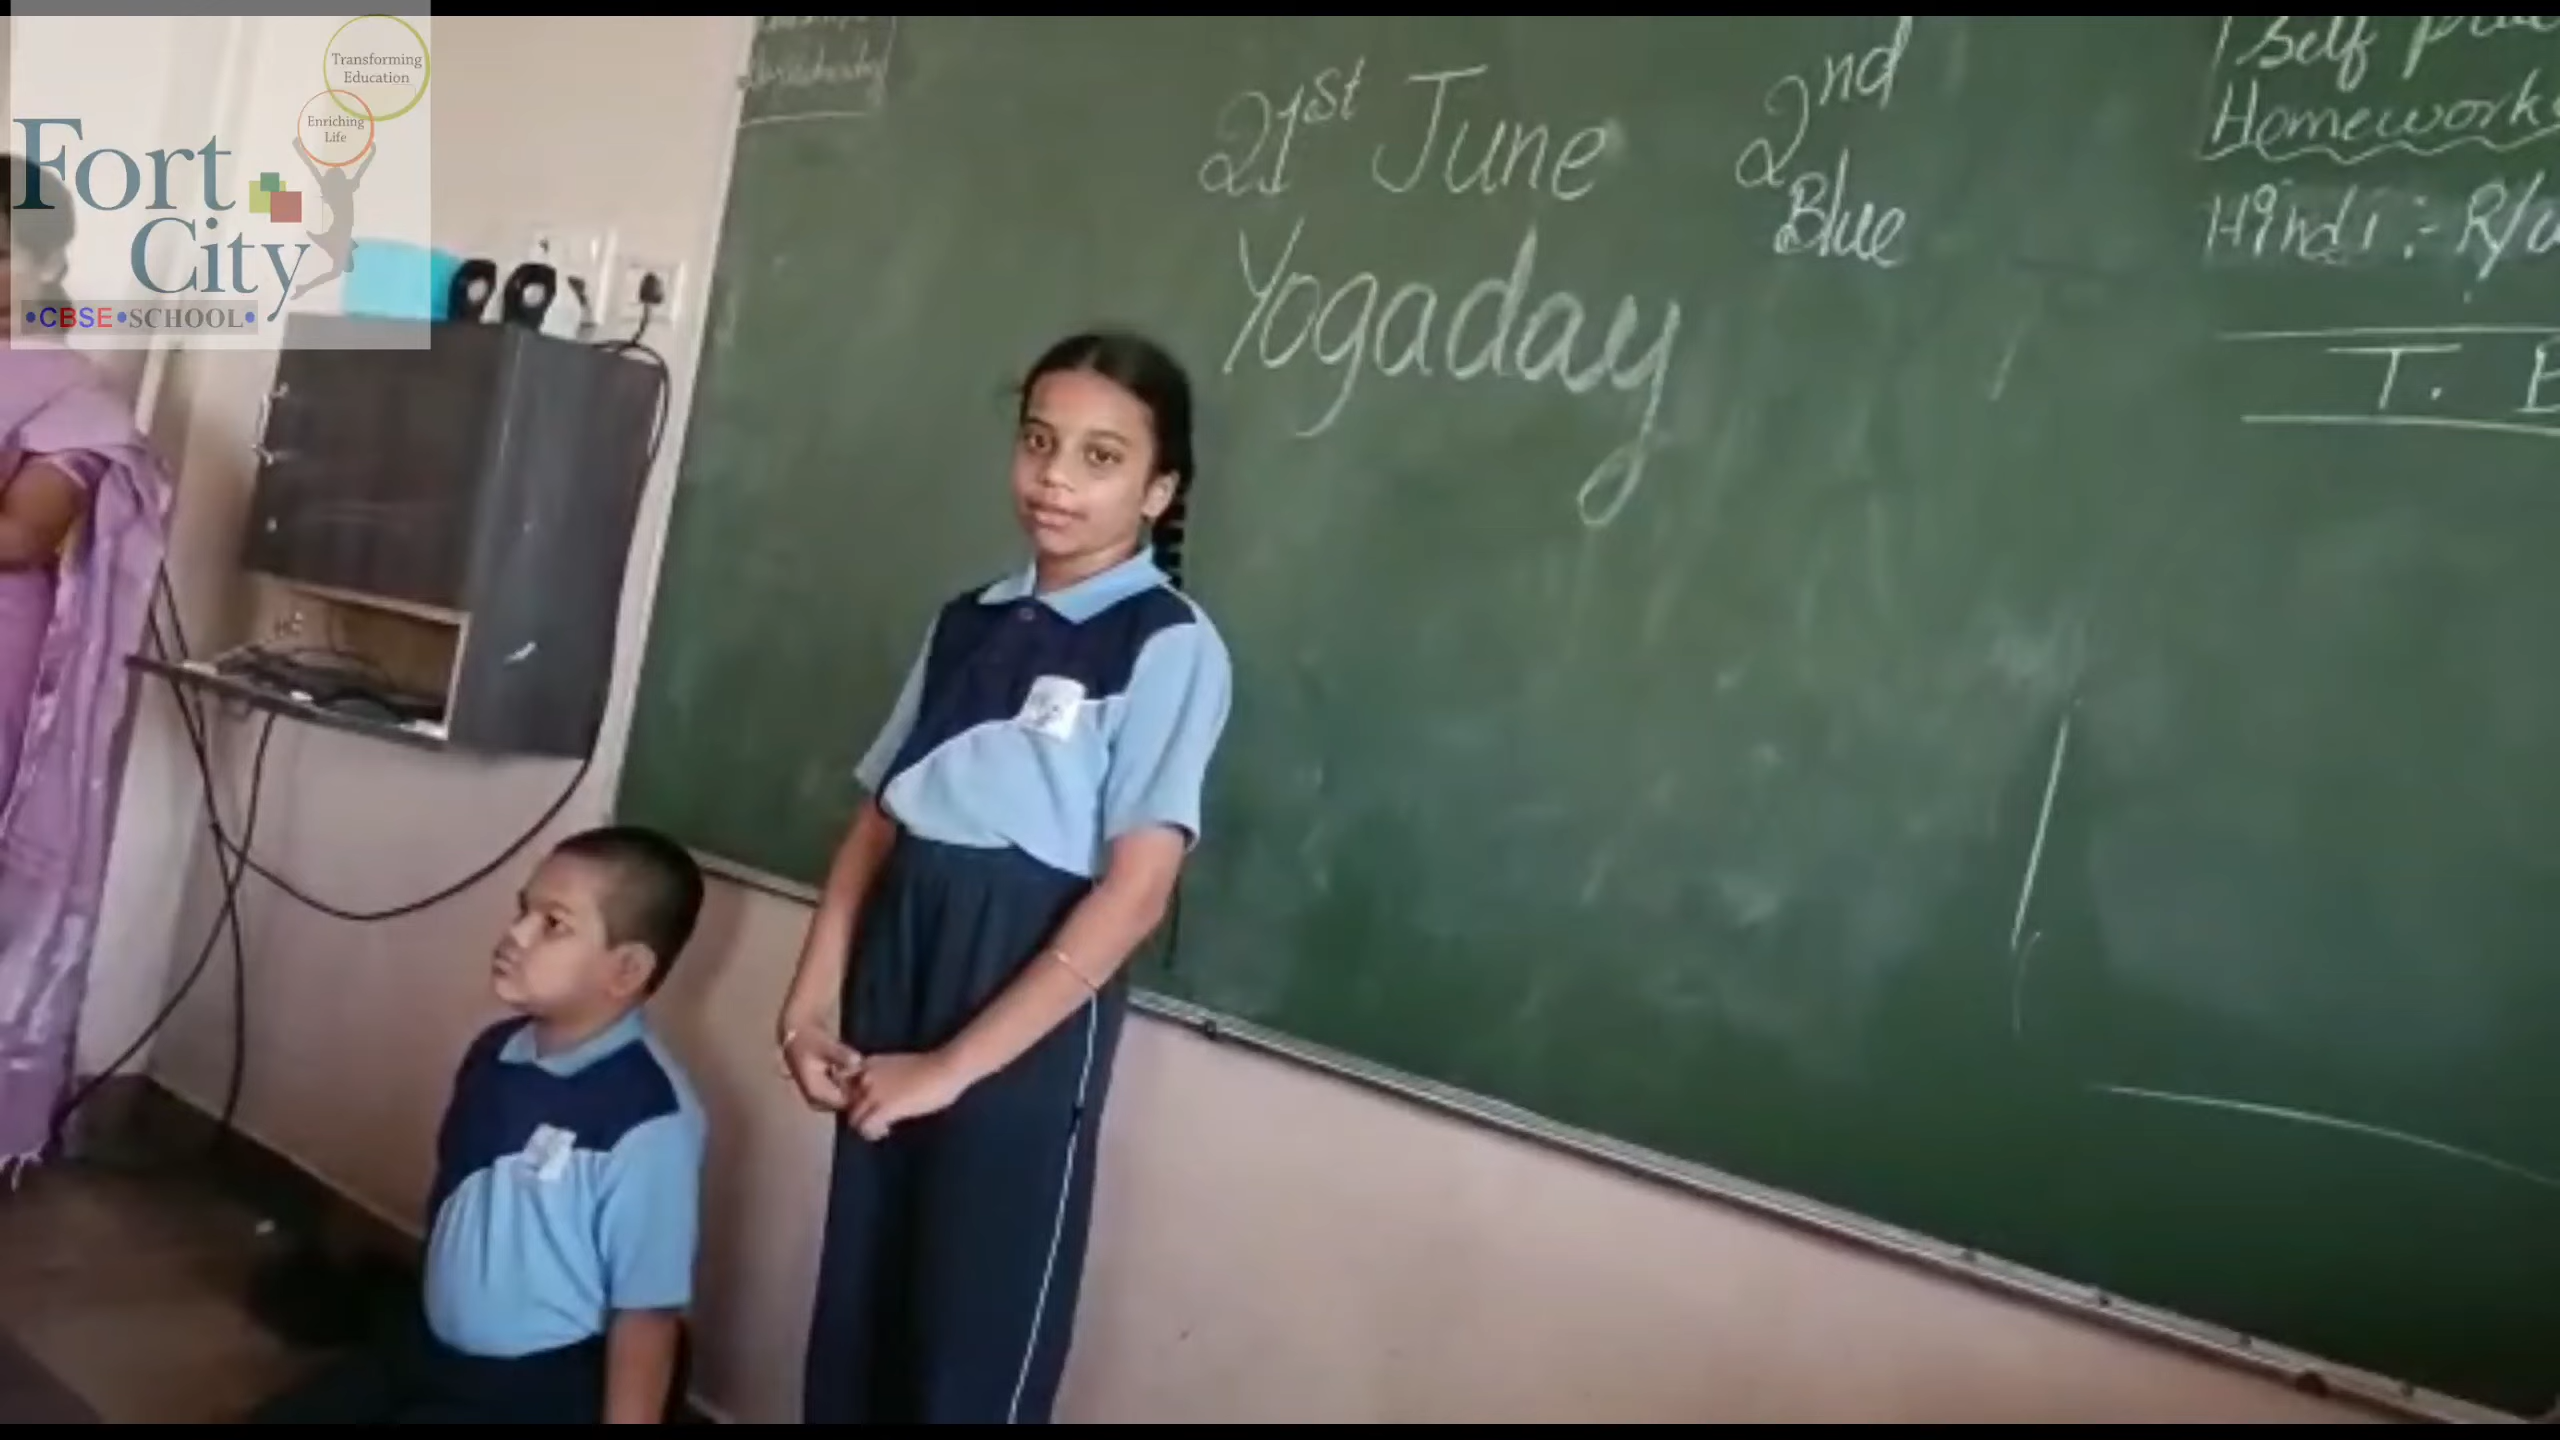 Transforming
Education
Enriching
Life
Fort
City
•CBSE•SCHOOL•
21st June
Yogaday
2nd
Blue
Self
Homework
Hindi :- R/
T.